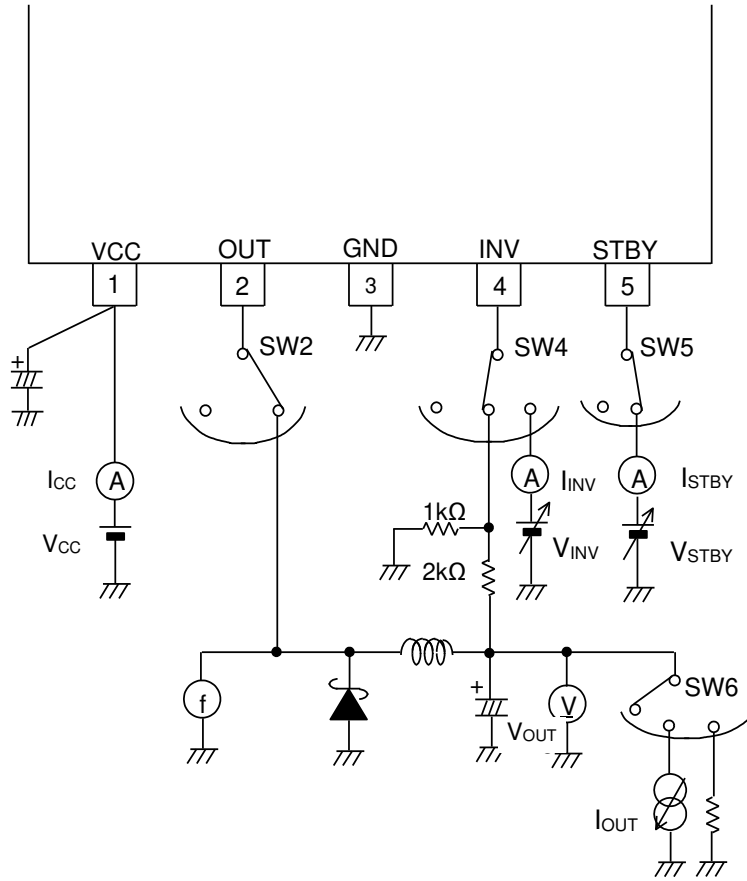 VCC OUT GND INV STBY
1 2 3 4 5
SW2 SW4 SW5
+
ICC A A IINV A ISTBY
1kΩ
VCC VINV VSTBY
2kΩ
SW6
f + V
VOUT
IOUT